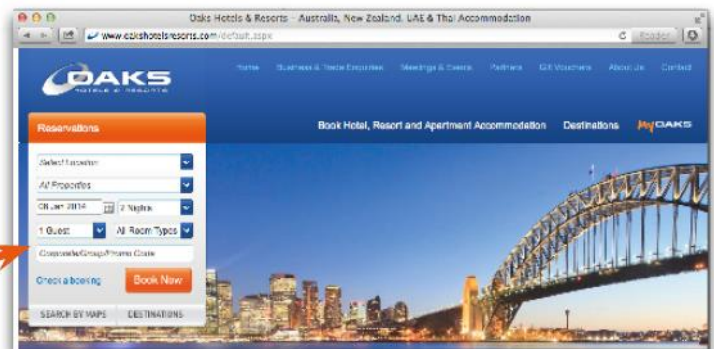 Oaks Hotels & Resorts – Australia, New Zealand, UAE & Thai Accommodation
www.oakshotelsresorts.com/default.aspx
Reader
OAKS
HOTELS & RESORTS
Home Business & Trade Enquiries Meetings & Events Partners Gift Vouchers About Us Contact
Book Hotel, Resort and Apartment Accommodation Destinations MyOAKS
Reservations
Select Location
All Properties
08 Jan 2014 2 Nights
1 Guest All Room Types
Corporate/Group/Promo Code
Check a booking Book Now
SEARCH BY MAPS DESTINATIONS